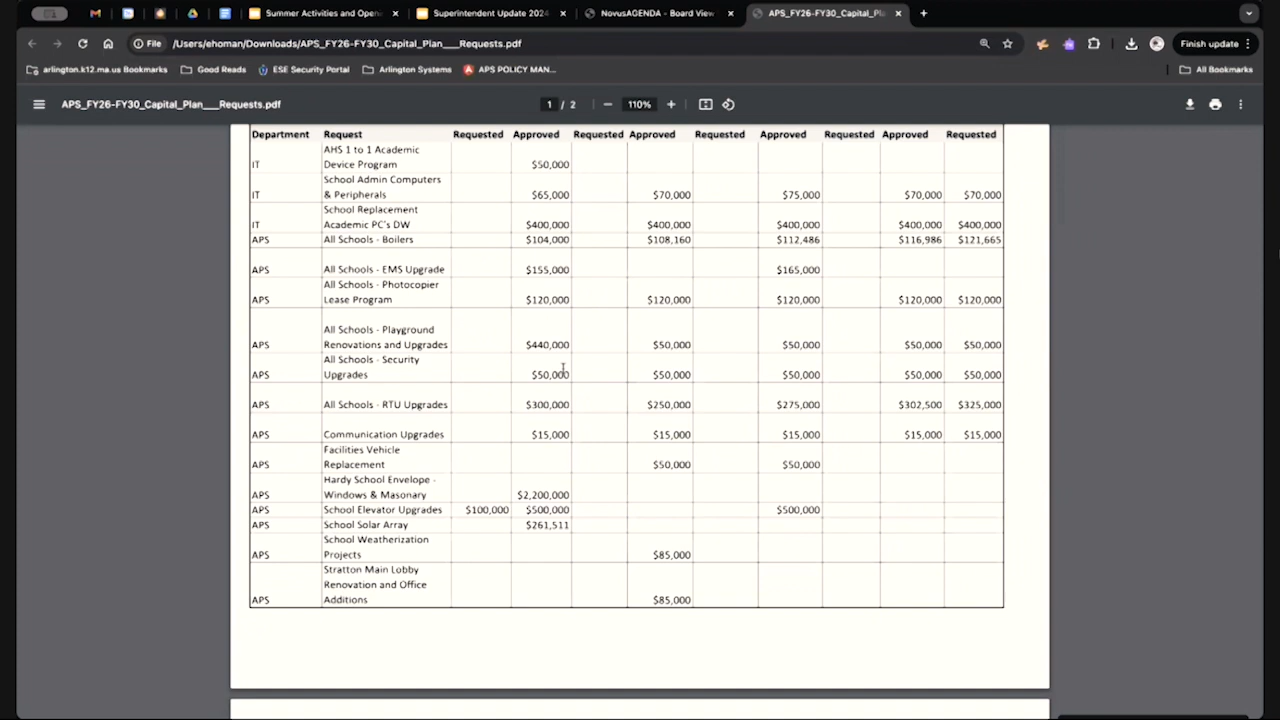 Summer Activities and Open
Superintendent Update 2024
NovusAGENDA - Board View
APS_FY26-FY30_Capital_Pla
File
/Users/ehoman/Downloads/APS_FY26-FY30_Capital_Plan___Requests.pdf
Finish update
arlington.k12.ma.us Bookmarks
Good Reads
ESE Security Portal
Arlington Systems
APS POLICY MAN...
All Bookmarks
APS_FY26-FY30_Capital_Plan___Requests.pdf
1 / 2
110%
Department Request Requested Approved Requested Approved Requested Approved Requested Approved Requested
AHS 1 to 1 Academic
IT Device Program $50,000
School Admin Computers
IT & Peripherals $65,000 $70,000 $75,000 $70,000 $70,000
School Replacement
IT Academic PC's DW $400,000 $400,000 $400,000 $400,000 $400,000
APS All Schools - Boilers $104,000 $108,160 $112,486 $116,986 $121,665
APS All Schools - EMS Upgrade $155,000 $165,000
All Schools - Photocopier
APS Lease Program $120,000 $120,000 $120,000 $120,000 $120,000
All Schools - Playground
APS Renovations and Upgrades $440,000 $50,000 $50,000 $50,000 $50,000
All Schools - Security
APS Upgrades $50,000 $50,000 $50,000 $50,000 $50,000
APS All Schools - RTU Upgrades $300,000 $250,000 $275,000 $302,500 $325,000
APS Communication Upgrades $15,000 $15,000 $15,000 $15,000 $15,000
Facilities Vehicle
APS Replacement $50,000 $50,000
Hardy School Envelope -
APS Windows & Masonary $2,200,000
APS School Elevator Upgrades $100,000 $500,000 $500,000
APS School Solar Array $261,511
School Weatherization
APS Projects $85,000
Stratton Main Lobby
Renovation and Office
APS Additions $85,000